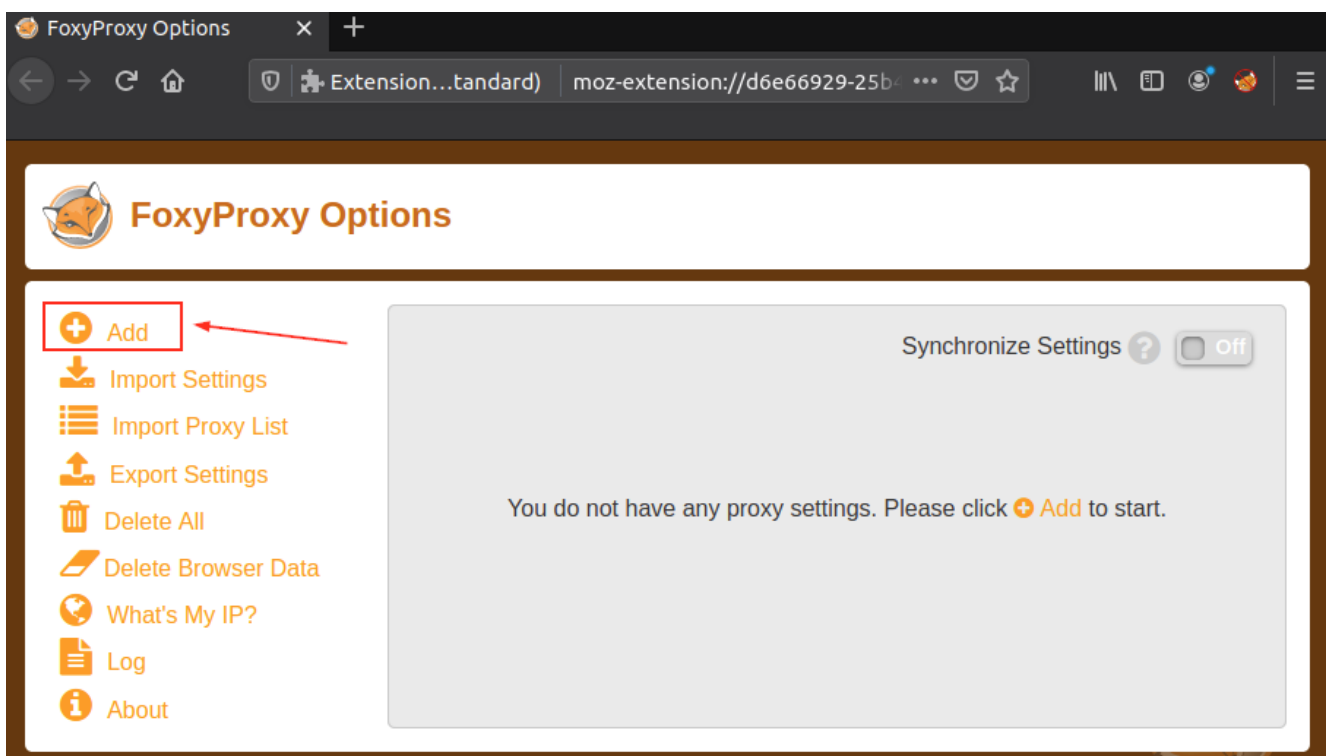 FoxyProxy Options
Extension...tandard) moz-extension://d6e66929-25b
FoxyProxy Options
Add
Import Settings
Import Proxy List
Export Settings
Delete All
Delete Browser Data
What's My IP?
Log
About
Synchronize Settings ? Off
You do not have any proxy settings. Please click Add to start.